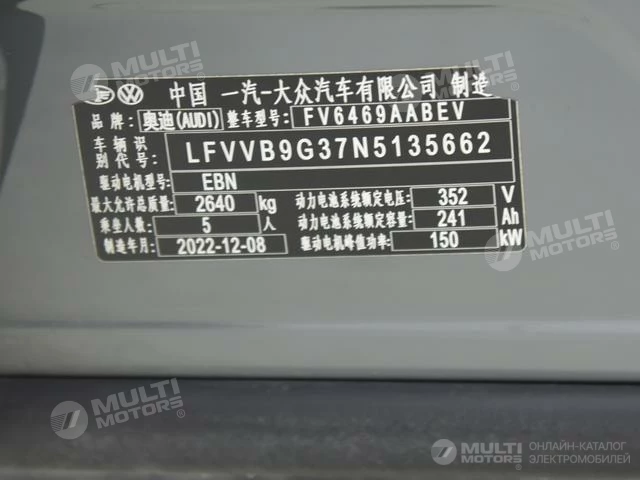 中国 一汽-大众汽车有限公司 制造
品牌: 奥迪(AUDI) 整车型号: FV6469AABEV
车辆识别代号: LFVVB9G37N5135662
驱动电机型号: EBN
最大允许总质量: 2640 kg 动力电池系统额定电压: 352 V
乘坐人数: 5 人 动力电池系统额定容量: 241 Ah
制造年月: 2022-12-08 驱动电机峰值功率: 150 kW
MULTI MOTORS
MULTI MOTORS
MULTI MOTORS
MULTI MOTORS
MULTI MOTORS
MULTI MOTORS
ОНЛАЙН-КАТАЛОГ
ЭЛЕКТРОМОБИЛЕЙ